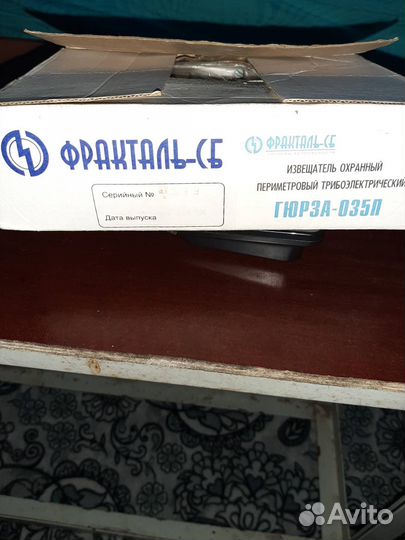 ФРАКТАЛЬ-СБ
ФРАКТАЛЬ-СБ
ИЗВЕЩАТЕЛЬ ОХРАННЫЙ
ПЕРИМЕТРОВЫЙ ТРИБОЭЛЕКТРИЧЕСКИЙ
ГЮРЗА-035П
Серийный №
Дата выпуска
Avito